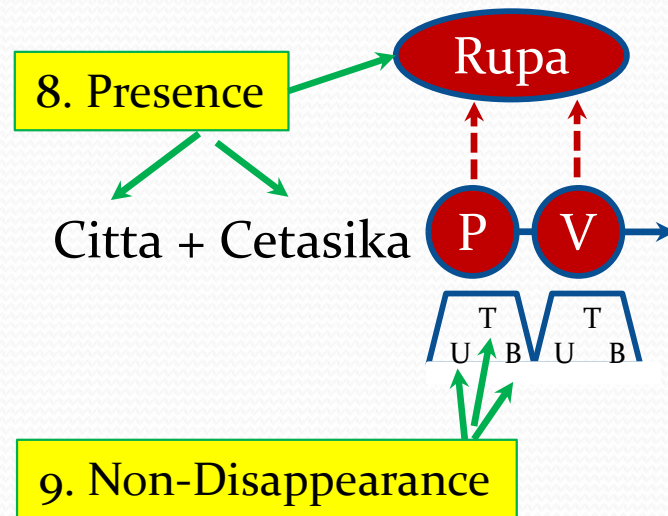 Rupa
8. Presence
Citta + Cetasika
P V
T T
U B U B
9. Non-Disappearance